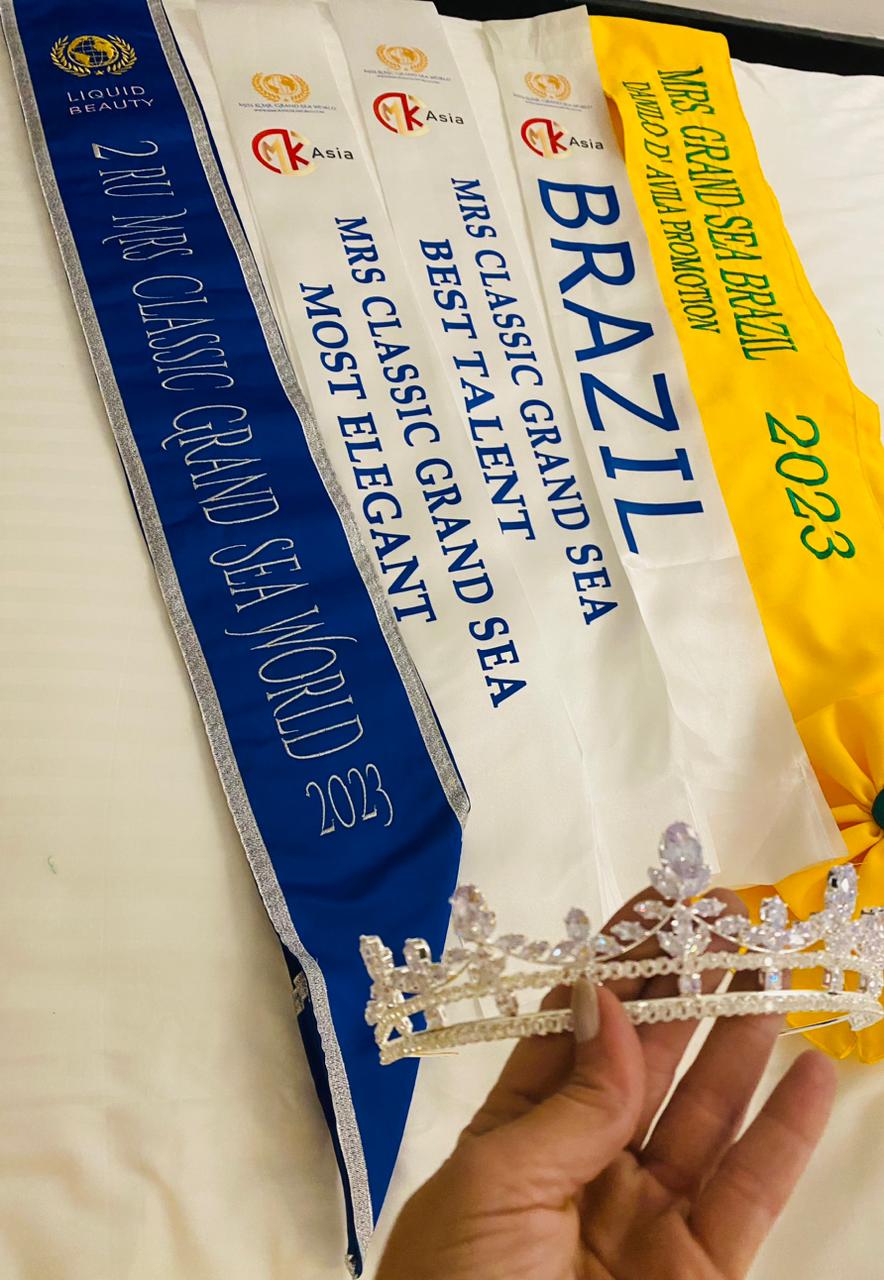 LIQUID
BEAUTY
2 RU MRS CLASSIC GRAND SEA WORLD 2023
MK Asia
MRS CLASSIC GRAND SEA
MOST ELEGANT
MK Asia
MRS CLASSIC GRAND SEA
BEST TALENT
MK Asia
BRAZIL
MRS GRAND SEA BRAZIL 2023
DANILO D' AVILA PROMOTION